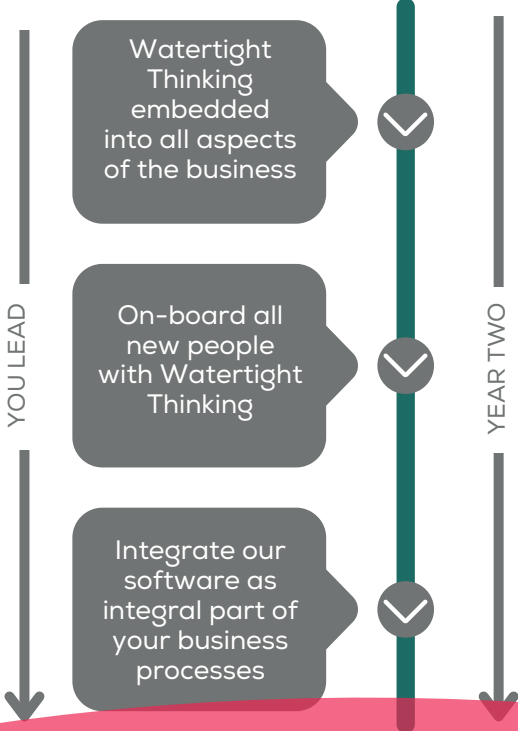 Watertight
Thinking
embedded
into all aspects
of the business
YOU LEAD
On-board all
new people
with Watertight
Thinking
YEAR TWO
Integrate our
software as
integral part of
your business
processes